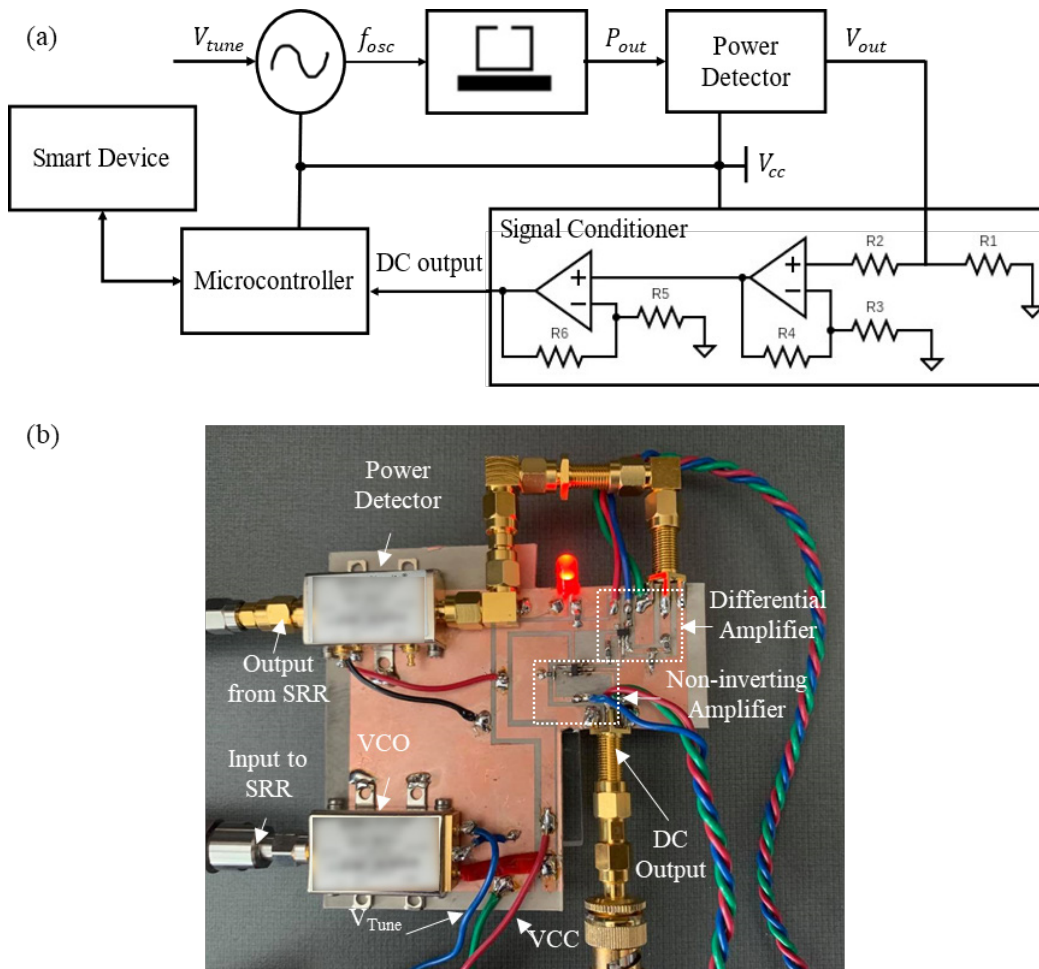 (a)
V_tune
f_osc
P_out
Power
Detector
V_out
Smart Device
V_cc
Signal Conditioner
R2
R1
Microcontroller
DC output
R5
R3
R6
R4
(b)
Power
Detector
Differential
Amplifier
Output
from SRR
Non-inverting
Amplifier
VCO
Input to
SRR
DC
Output
V_Tune
VCC